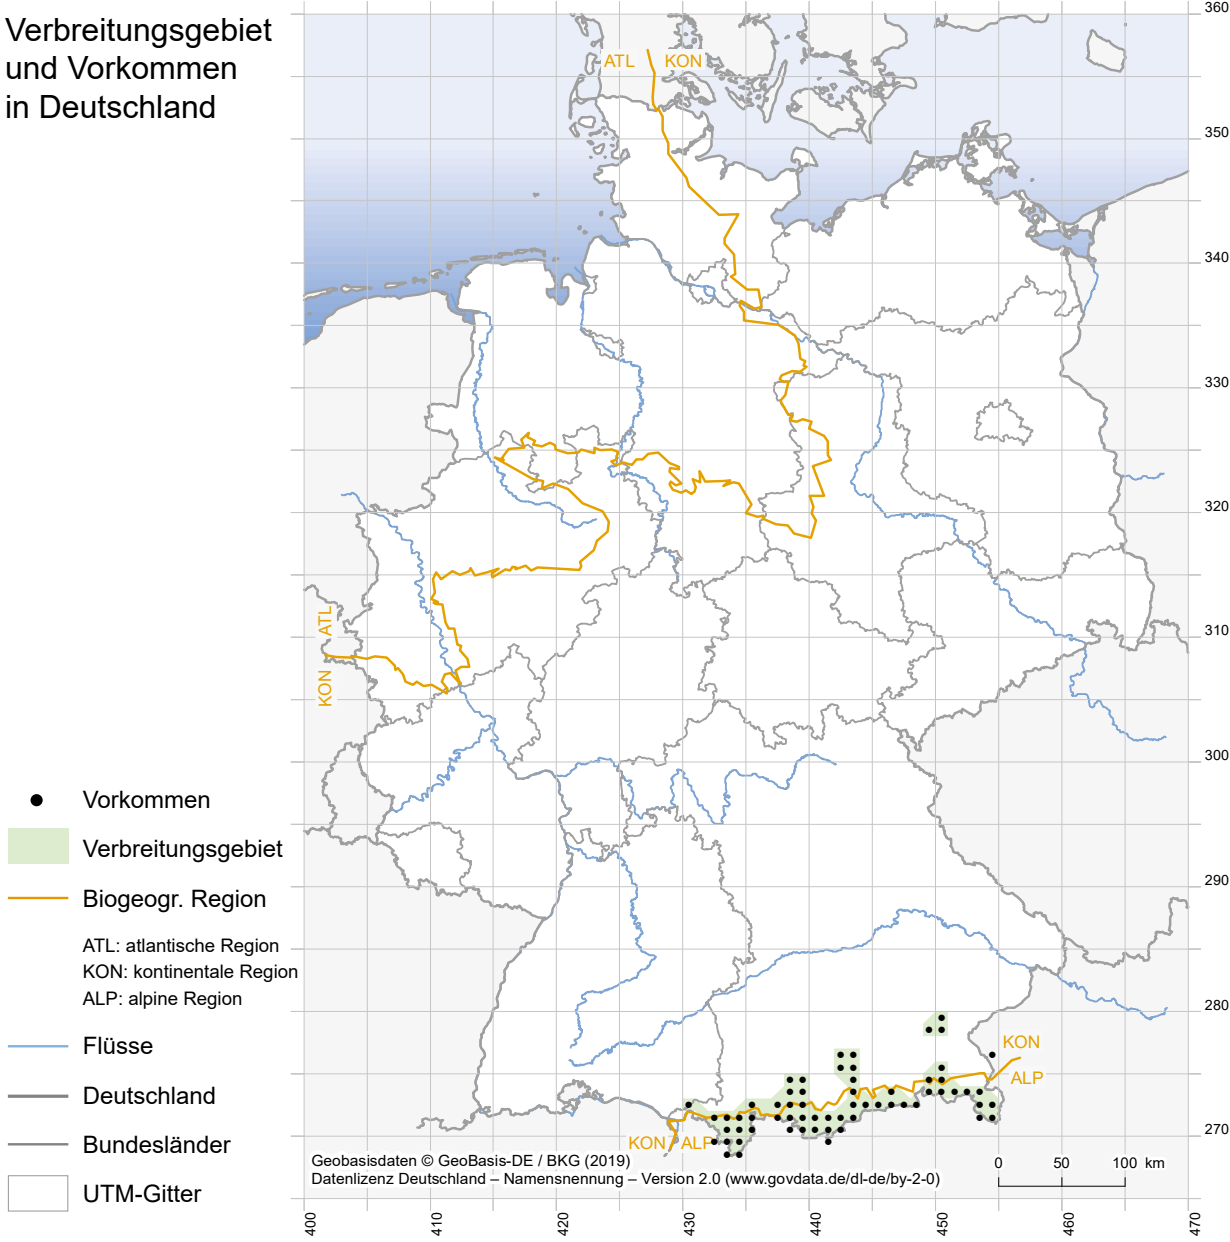 Verbreitungsgebiet
und Vorkommen
in Deutschland
Vorkommen
Verbreitungsgebiet
Biogeogr. Region
ATL: atlantische Region
KON: kontinentale Region
ALP: alpine Region
Flüsse
Deutschland
Bundesländer
UTM-Gitter
ATL KON
ATL
KON
KON
ALP
KON ALP
Geobasisdaten © GeoBasis-DE / BKG (2019)
Datenlizenz Deutschland – Namensnennung – Version 2.0 (www.govdata.de/dl-de/by-2-0)
0 50 100 km
360
350
340
330
320
310
300
290
280
270
400 410 420 430 440 450 460 470